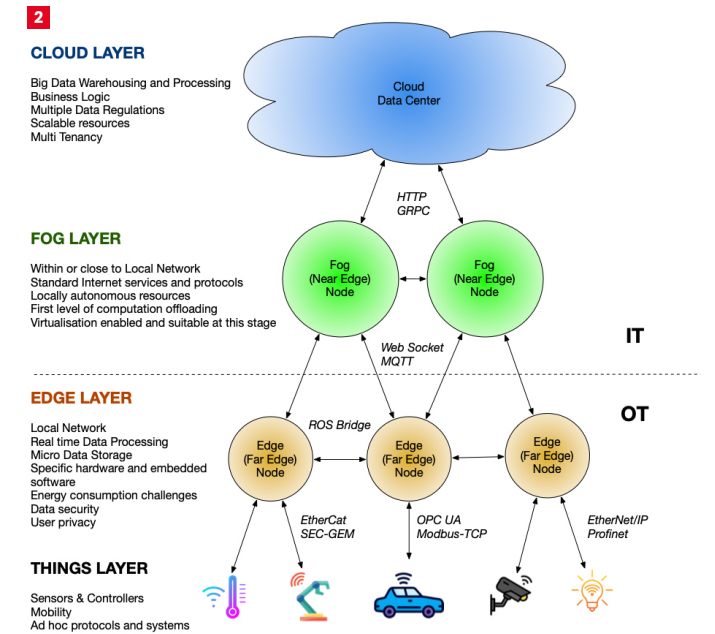 2
CLOUD LAYER
Big Data Warehousing and Processing
Business Logic
Multiple Data Regulations
Scalable resources
Multi Tenancy
Cloud
Data Center
HTTP
GRPC
FOG LAYER
Within or close to Local Network
Standard Internet services and protocols
Locally autonomous resources
First level of computation offloading
Virtualisation enabled and suitable at this stage
Fog
(Near Edge)
Node
Fog
(Near Edge)
Node
IT
Web Socket
MQTT
EDGE LAYER
Local Network
Real time Data Processing
Micro Data Storage
Specific hardware and embedded
software
Energy consumption challenges
Data security
User privacy
OT
ROS Bridge
Edge
(Far Edge)
Node
Edge
(Far Edge)
Node
Edge
(Far Edge)
Node
EtherCat
SEC-GEM
OPC UA
Modbus-TCP
EtherNet/IP
Profinet
THINGS LAYER
Sensors & Controllers
Mobility
Ad hoc protocols and systems